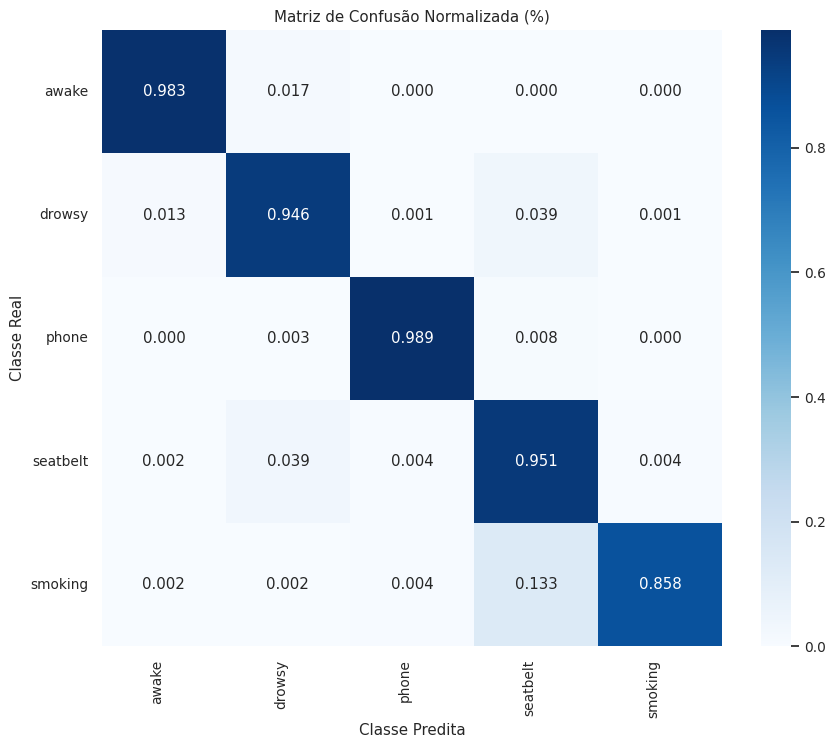 Matriz de Confusão Normalizada (%)
awake 0.983 0.017 0.000 0.000 0.000
drowsy 0.013 0.946 0.001 0.039 0.001
phone 0.000 0.003 0.989 0.008 0.000
seatbelt 0.002 0.039 0.004 0.951 0.004
smoking 0.002 0.002 0.004 0.133 0.858
Classe Real
awake drowsy phone seatbelt smoking
Classe Predita
0.8
0.6
0.4
0.2
0.0